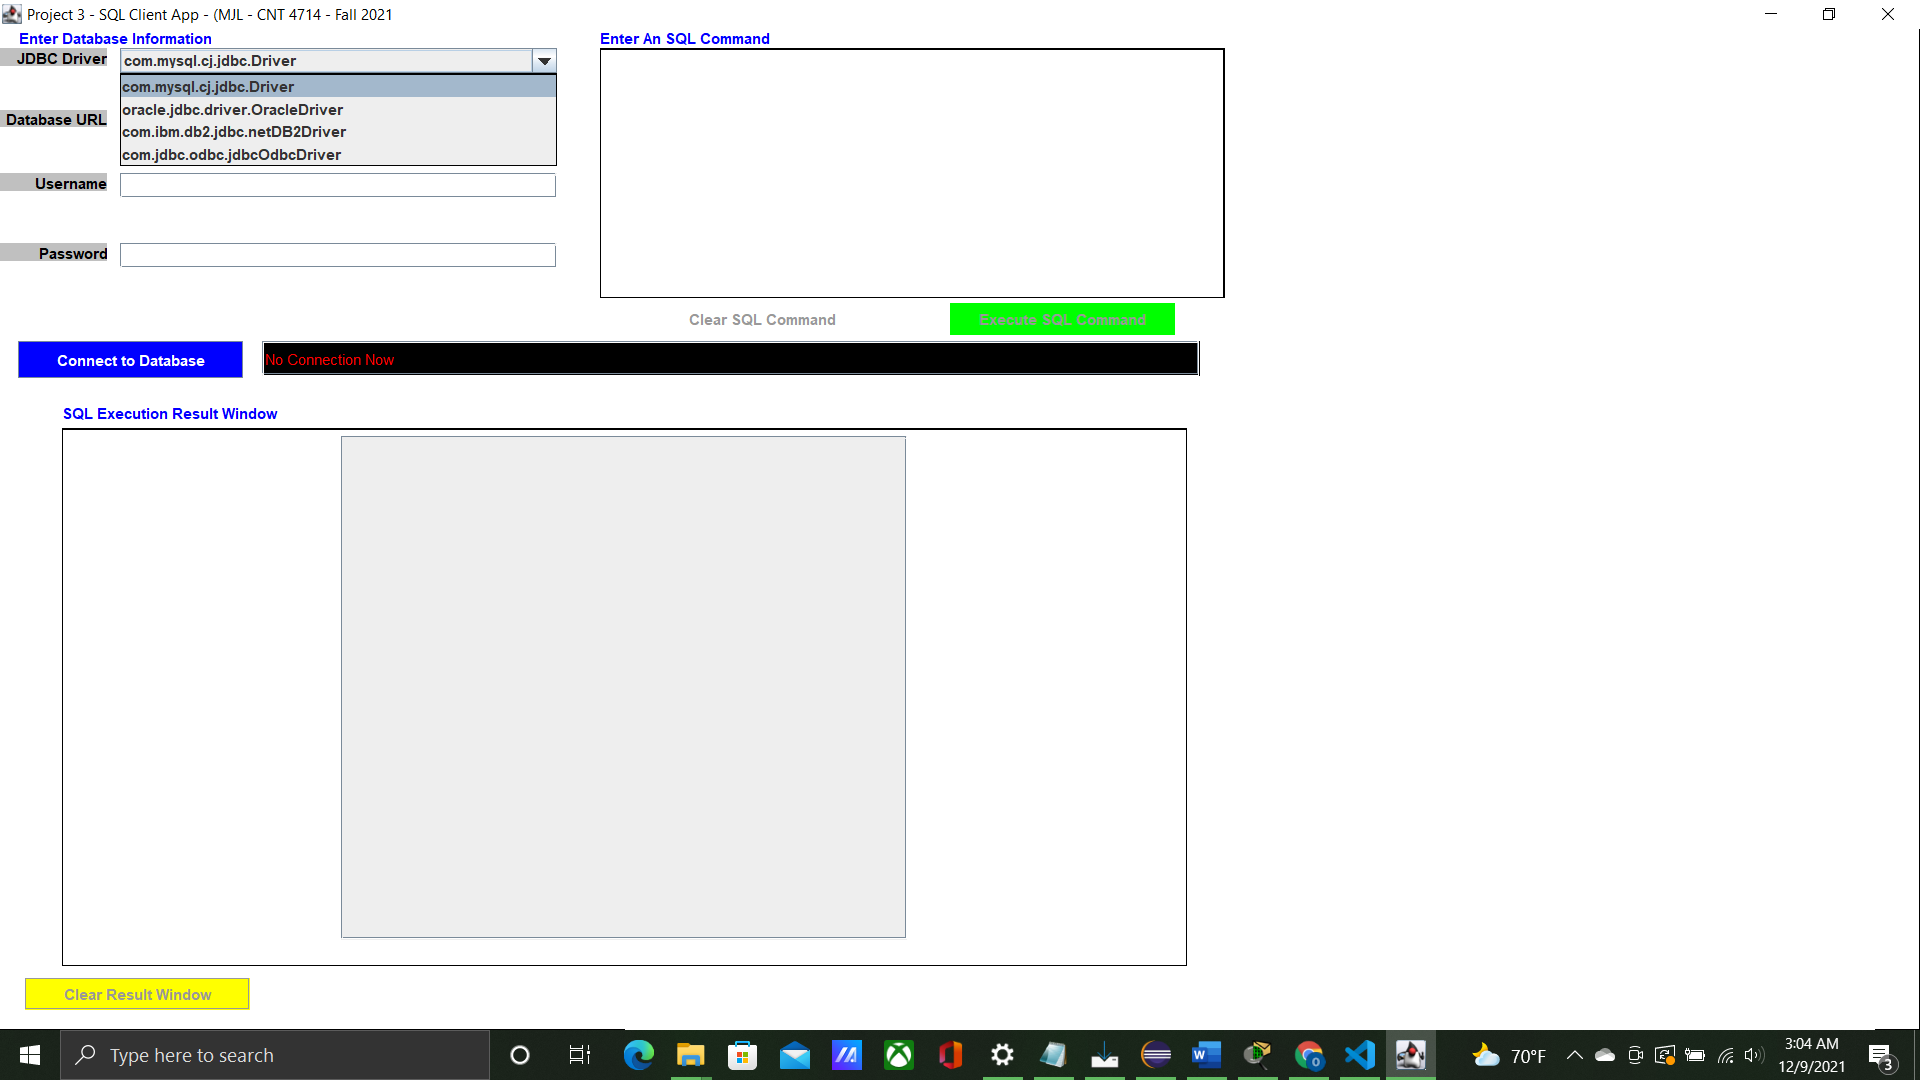 Project 3 - SQL Client App - (MJL - CNT 4714 - Fall 2021
Enter Database Information
Enter An SQL Command
JDBC Driver
com.mysql.cj.jdbc.Driver
com.mysql.cj.jdbc.Driver
oracle.jdbc.driver.OracleDriver
Database URL
com.ibm.db2.jdbc.netDB2Driver
com.jdbc.odbc.jdbcOdbcDriver
Username
Password
Clear SQL Command
Execute SQL Command
Connect to Database
No Connection Now
SQL Execution Result Window
Clear Result Window
Type here to search
70°F
3:04 AM
12/9/2021
3